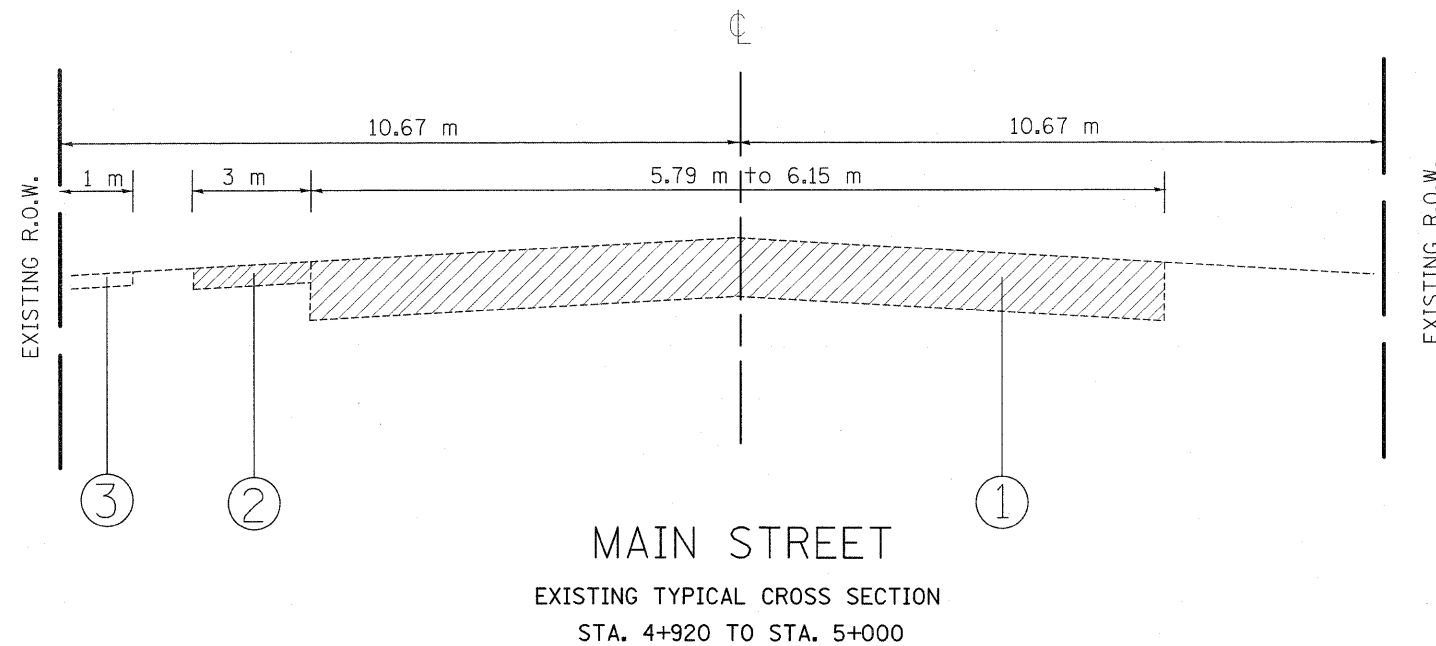 ℄
10.67 m
10.67 m
1 m
3 m
5.79 m to 6.15 m
EXISTING R.O.W.
EXISTING R.O.W.
3
2
1
MAIN STREET
EXISTING TYPICAL CROSS SECTION
STA. 4+920 TO STA. 5+000